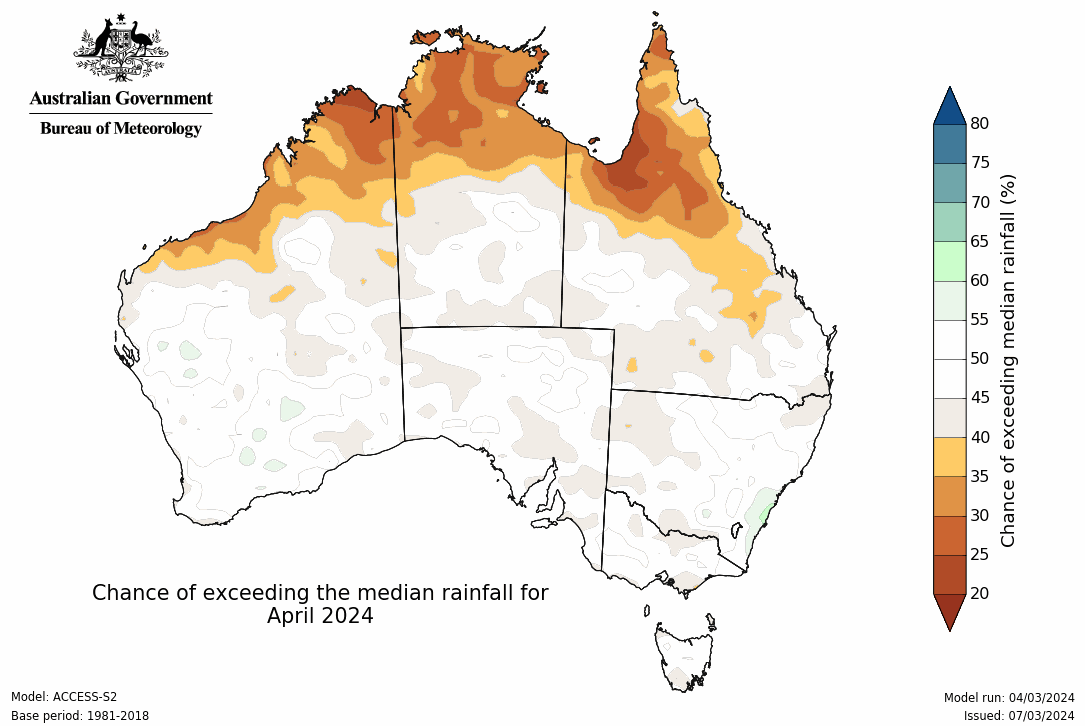 Australian Government
Bureau of Meteorology
80
75
70
65
60
55
50
45
40
35
30
25
20
Chance of exceeding median rainfall (%)
Chance of exceeding the median rainfall for
April 2024
Model: ACCESS-S2
Base period: 1981-2018
Model run: 04/03/2024
Issued: 07/03/2024